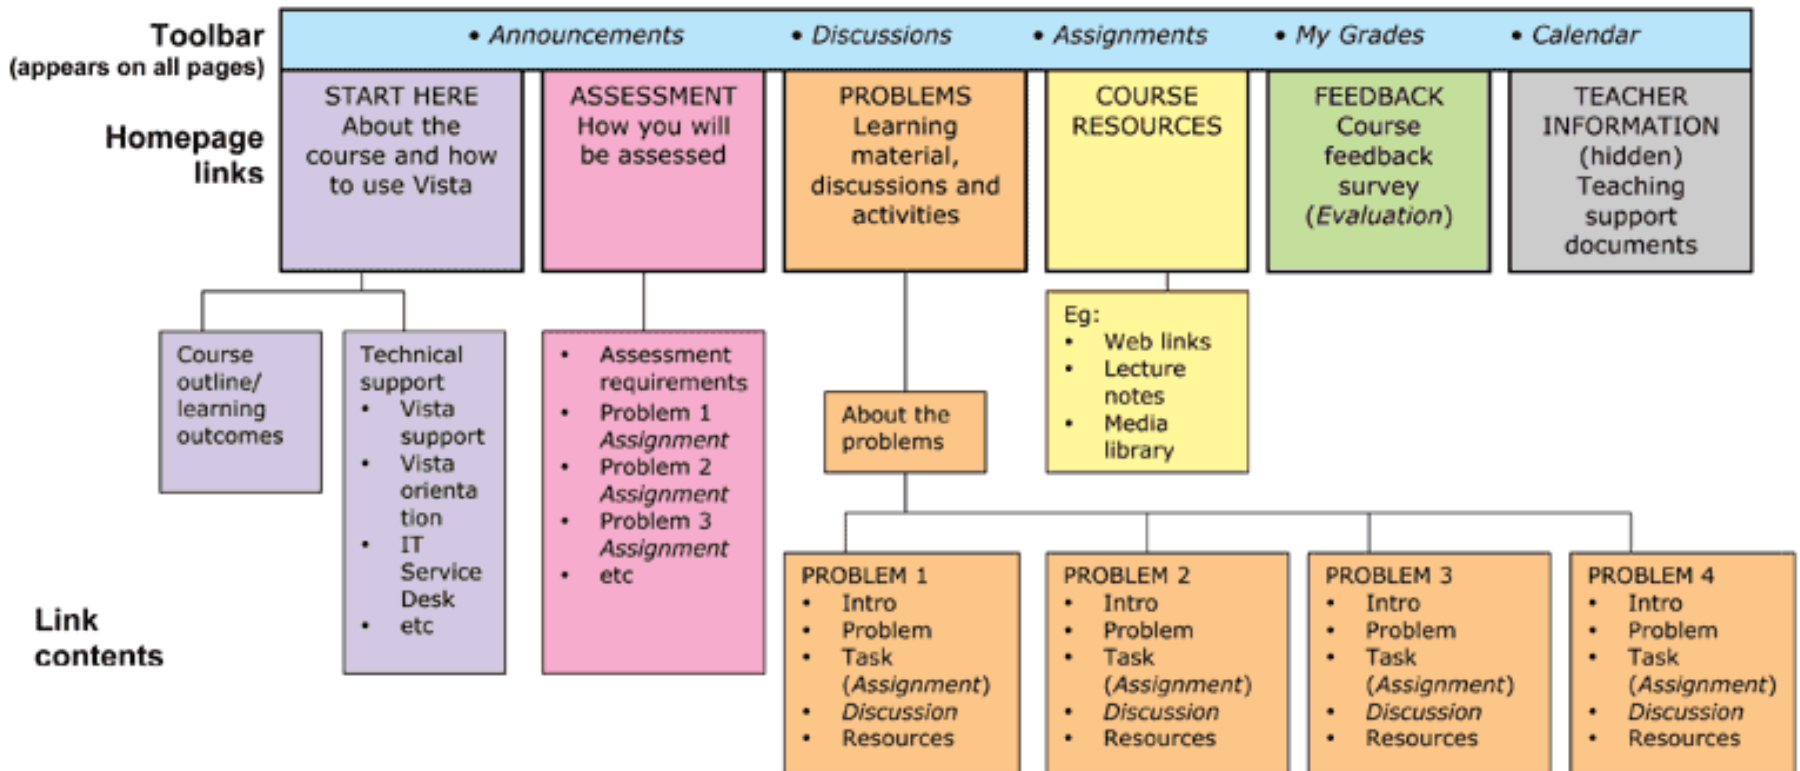 Toolbar
(appears on all pages)
• Announcements
• Discussions
• Assignments
• My Grades
• Calendar
Homepage
links
START HERE
About the
course and how
to use Vista
ASSESSMENT
How you will
be assessed
PROBLEMS
Learning
material,
discussions and
activities
COURSE
RESOURCES
FEEDBACK
Course
feedback
survey
(Evaluation)
TEACHER
INFORMATION
(hidden)
Teaching
support
documents
Link
contents
Course
outline/
learning
outcomes
Technical
support
• Vista
support
• Vista
orienta
tion
• IT
Service
Desk
• etc
• Assessment
requirements
• Problem 1
Assignment
• Problem 2
Assignment
• Problem 3
Assignment
• etc
About the
problems
Eg:
• Web links
• Lecture
notes
• Media
library
PROBLEM 1
• Intro
• Problem
• Task
(Assignment)
• Discussion
• Resources
PROBLEM 2
• Intro
• Problem
• Task
(Assignment)
• Discussion
• Resources
PROBLEM 3
• Intro
• Problem
• Task
(Assignment)
• Discussion
• Resources
PROBLEM 4
• Intro
• Problem
• Task
(Assignment)
• Discussion
• Resources